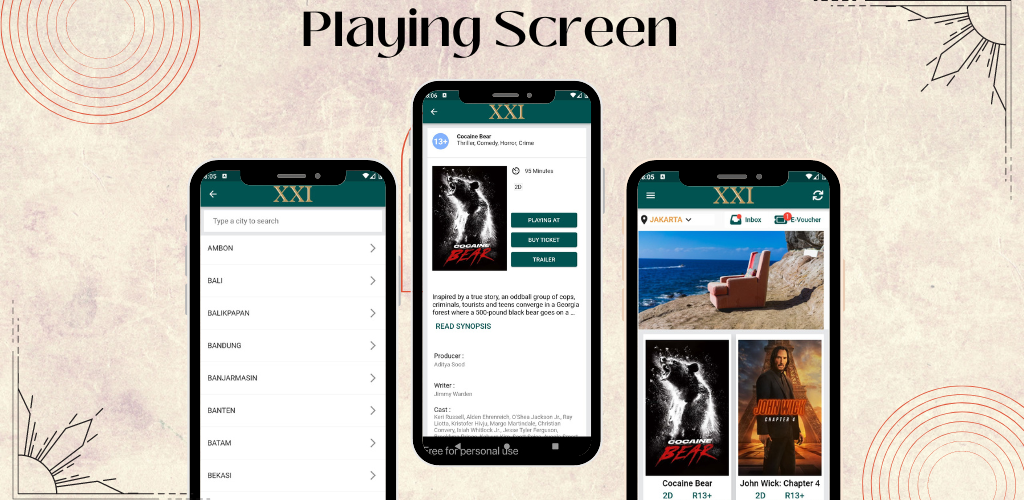 Playing Screen
5:05
XXI
Type a city to search
AMBON
BALI
BALIKPAPAN
BANDUNG
BANJARMASIN
BANTEN
BATAM
BEKASI
5:06
XXI
13+
Cocaine Bear
Thriller, Comedy, Horror, Crime
95 Minutes
2D
COCAINE
BEAR
PLAYING AT
BUY TICKET
TRAILER
Inspired by a true story, an oddball group of cops,
criminals, tourists and teens converge in a Georgia
forest where a 500-pound black bear goes on a ...
READ SYNOPSIS
Producer :
Aditya Sood
Writer :
Jimmy Warden
Cast :
Keri Russell, Alden Ehrenreich, O'Shea Jackson Jr., Ray
Liotta, Kristofer Hivju, Margo Martindale, Christian
Convery, Isiah Whitlock Jr., Jesse Tyler Ferguson,
Free for personal use
5:05
XXI
JAKARTA
Inbox
1
E-Voucher
COCAINE
BEAR
JOHN WICK
CHAPTER 4
Cocaine Bear
2D R13+
John Wick: Chapter 4
2D R13+